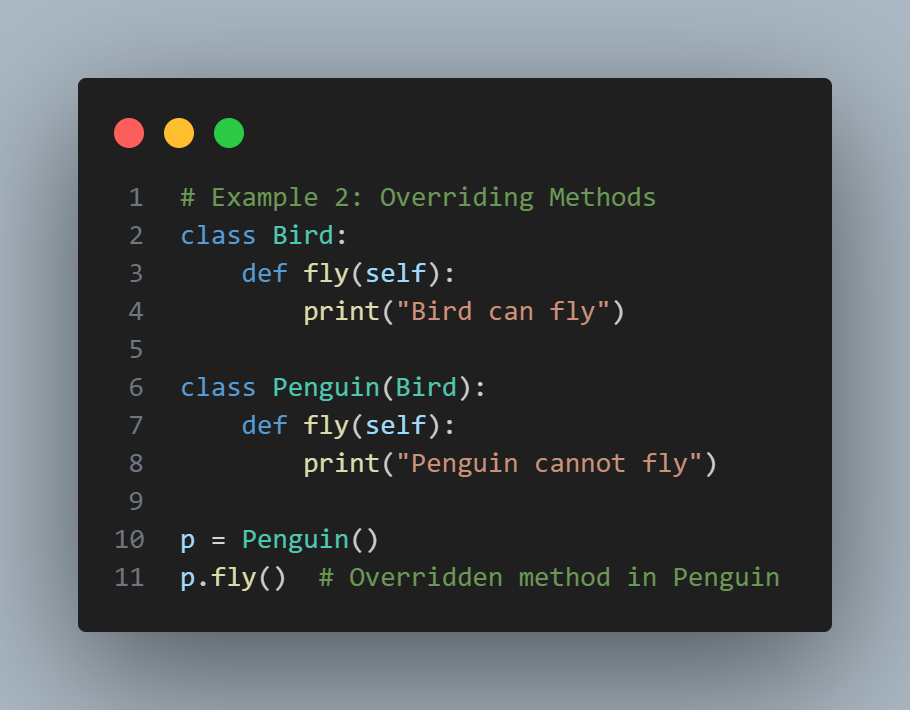 1 # Example 2: Overriding Methods
2 class Bird:
3     def fly(self):
4         print("Bird can fly")
5
6 class Penguin(Bird):
7     def fly(self):
8         print("Penguin cannot fly")
9
10 p = Penguin()
11 p.fly()  # Overridden method in Penguin